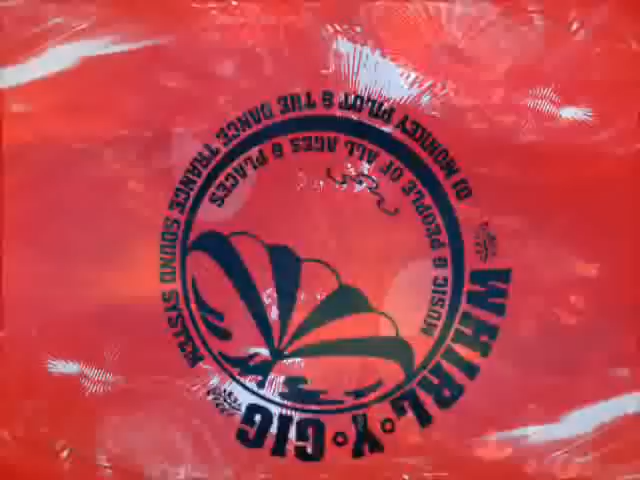 WHIRL·Y·GIG
DJ MONKEY PILOT & THE DANCE TRANCE SOUND SYSTEM
MUSIC & PEOPLE OF ALL AGES & PLACES